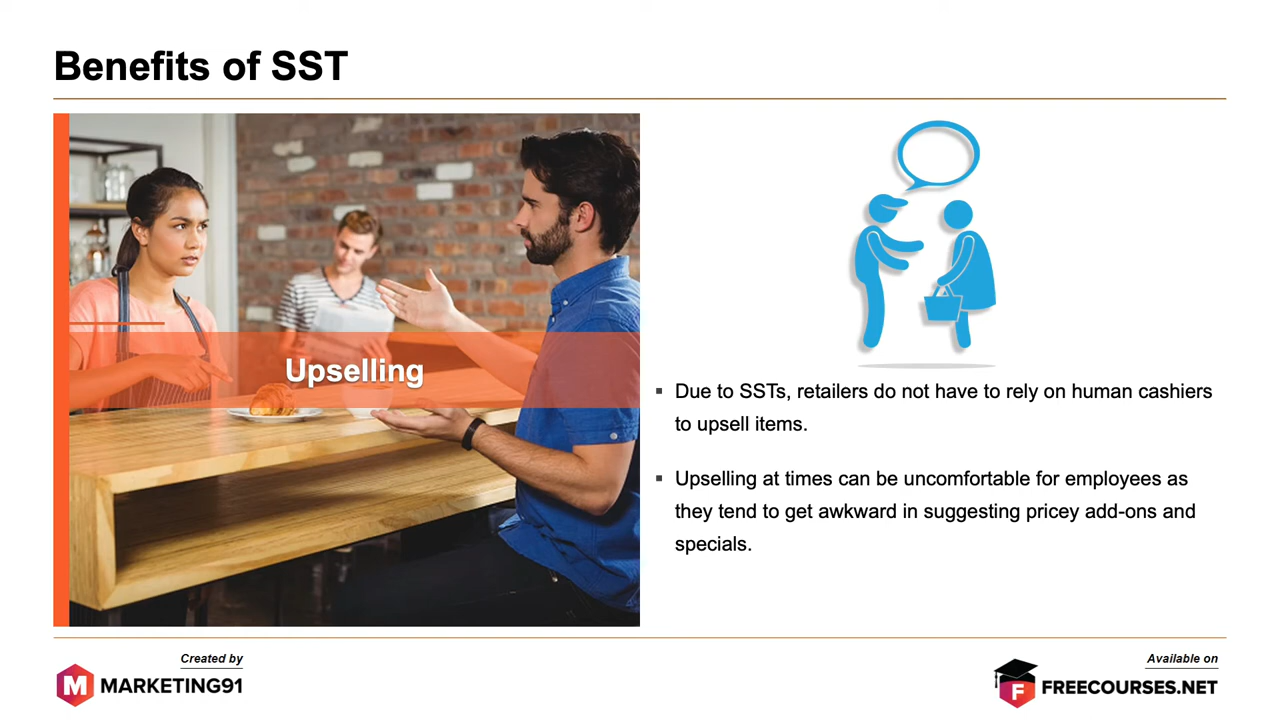 Benefits of SST
Upselling
▪ Due to SSTs, retailers do not have to rely on human cashiers
to upsell items.
▪ Upselling at times can be uncomfortable for employees as
they tend to get awkward in suggesting pricey add-ons and
specials.
Created by
M MARKETING91
Available on
F FREECOURSES.NET